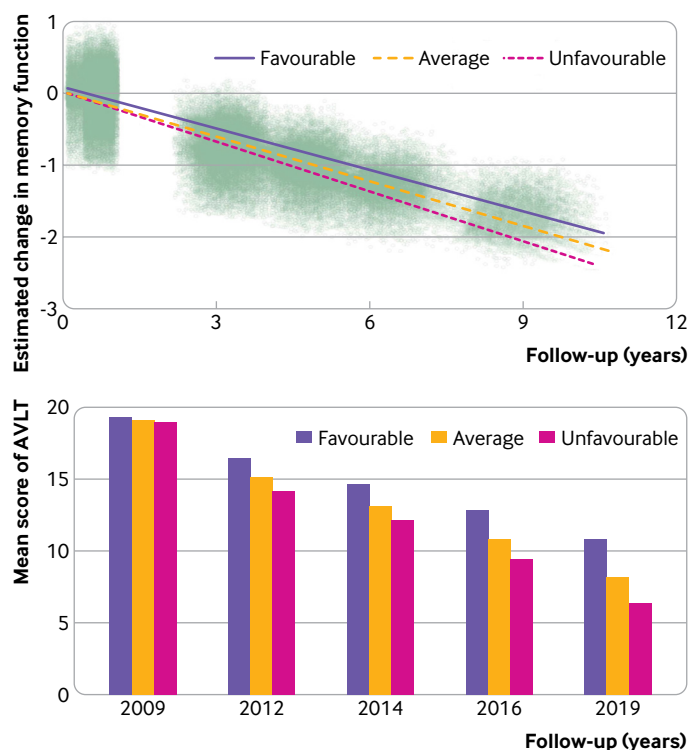 Estimated change in memory function
1
0
-1
-2
-3
Favourable Average Unfavourable
0 3 6 9 12
Follow-up (years)
Mean score of AVLT
20
15
10
5
0
Favourable Average Unfavourable
2009 2012 2014 2016 2019
Follow-up (years)